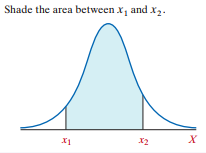 Shade the area between x₁ and x₂.
x₁ x₂ X